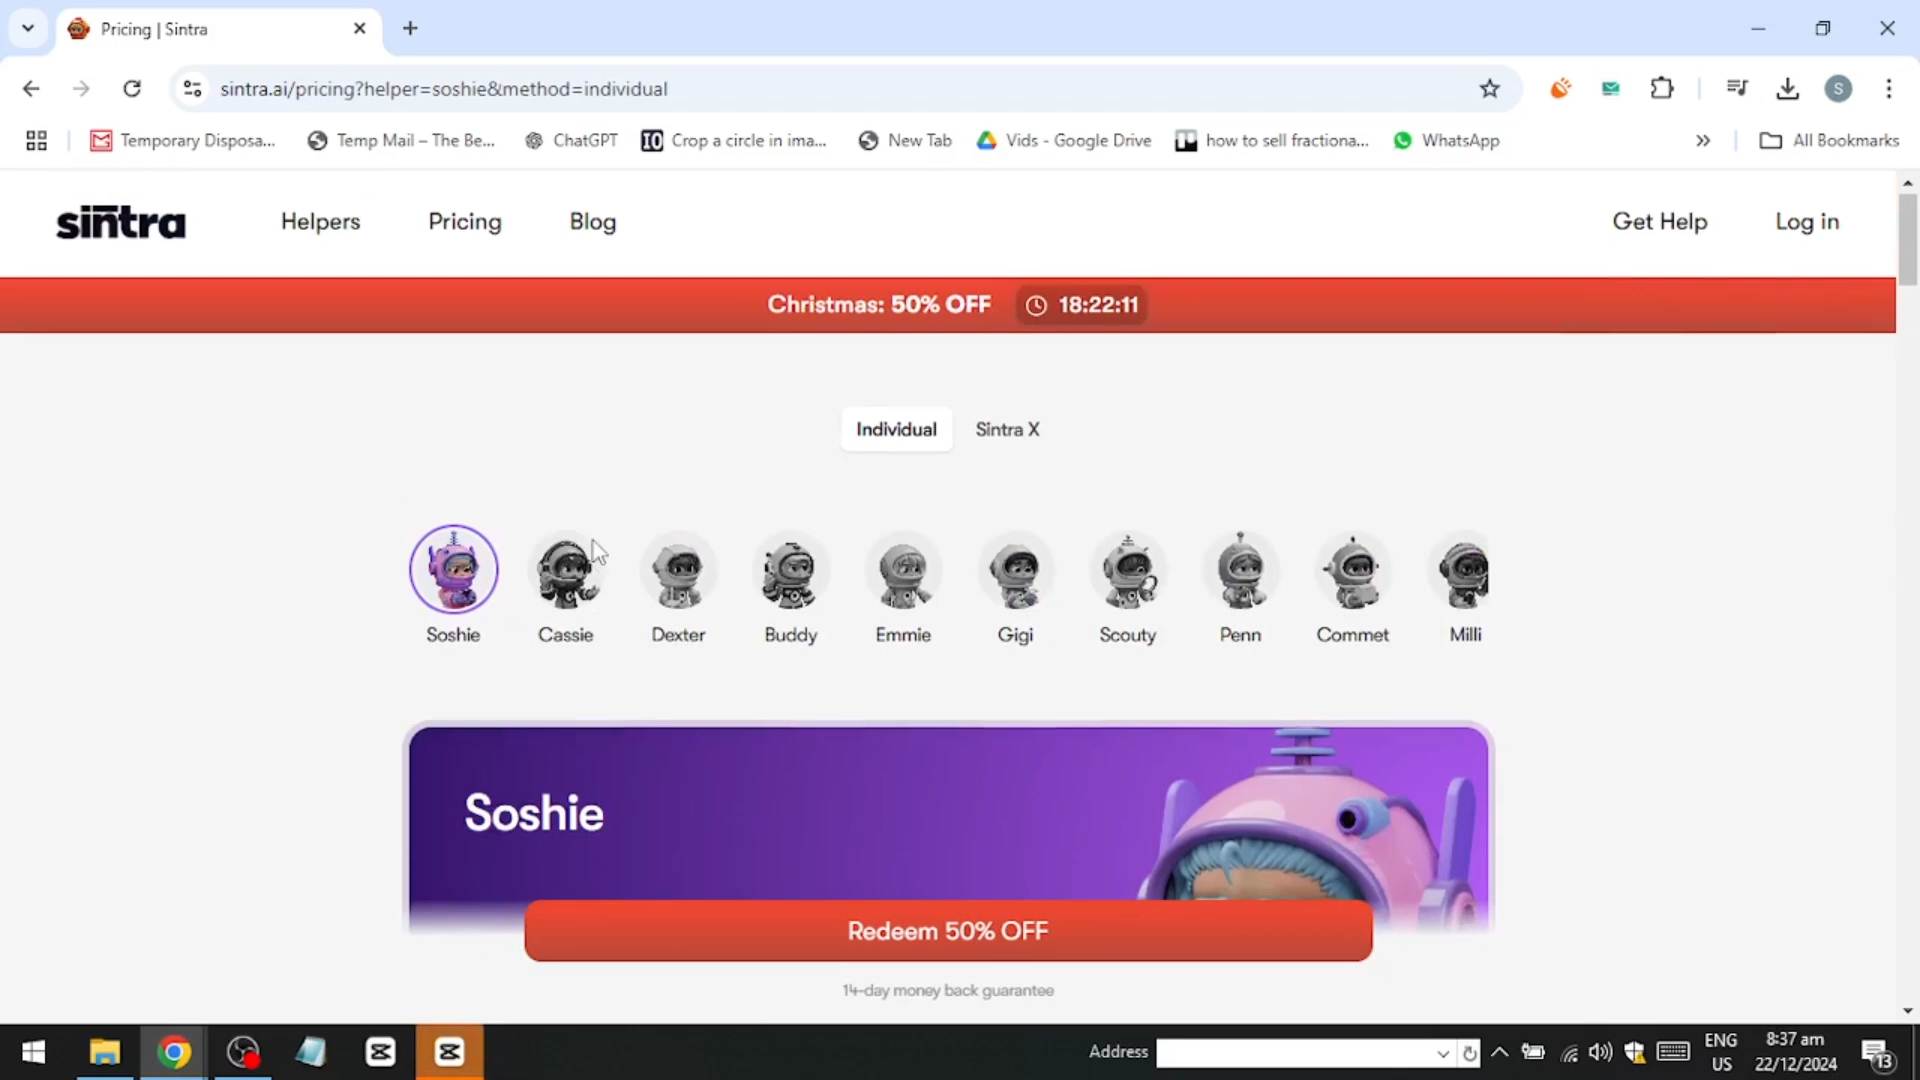 Pricing | Sintra
sintra.ai/pricing?helper=soshie&method=individual
S
Temporary Disposa...
Temp Mail – The Be...
ChatGPT
Crop a circle in ima...
New Tab
Vids - Google Drive
how to sell fractiona...
WhatsApp
All Bookmarks
sintra
Helpers
Pricing
Blog
Get Help
Log in
Christmas: 50% OFF 18:22:11
Individual
Sintra X
Soshie
Cassie
Dexter
Buddy
Emmie
Gigi
Scouty
Penn
Commet
Milli
Soshie
Redeem 50% OFF
14-day money back guarantee
Address
ENG
US
8:37 am
22/12/2024
13